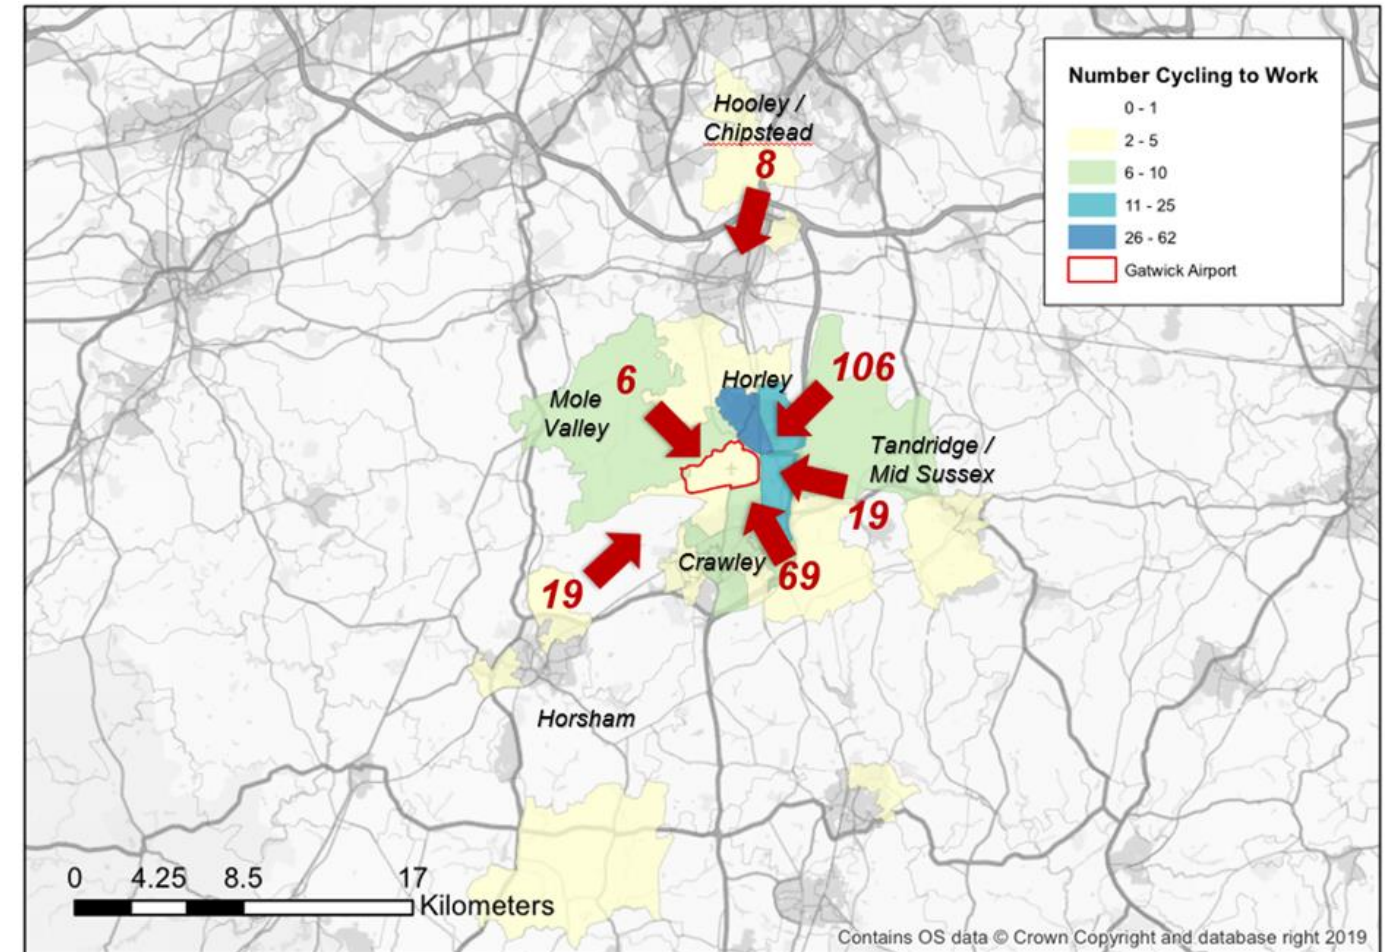 Number Cycling to Work
0 - 1
2 - 5
6 - 10
11 - 25
26 - 62
Gatwick Airport
Hooley /
Chipstead
8
106
Horley
6
Mole
Valley
Tandridge /
Mid Sussex
19
Crawley
69
19
Horsham
0 4.25 8.5 17
Kilometers
Contains OS data © Crown Copyright and database right 2019